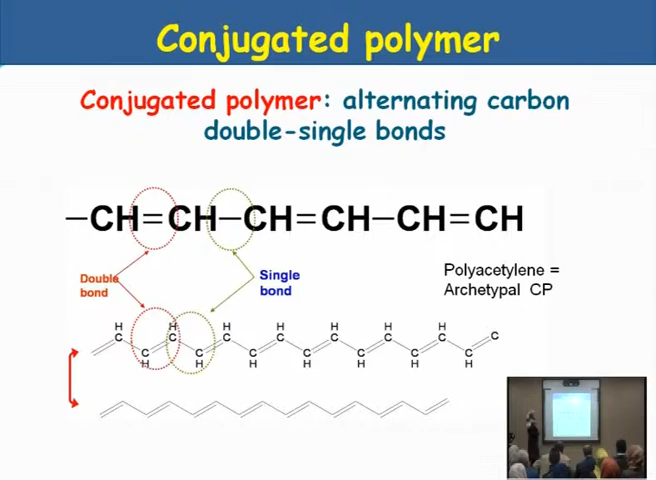 Conjugated polymer
Conjugated polymer: alternating carbon
double-single bonds
–CH=CH–CH=CH–CH=CH
Double
bond
Single
bond
Polyacetylene =
Archetypal CP
H H H H H H H
C C C C C C C C
C C C C C C C
H H H H H H H